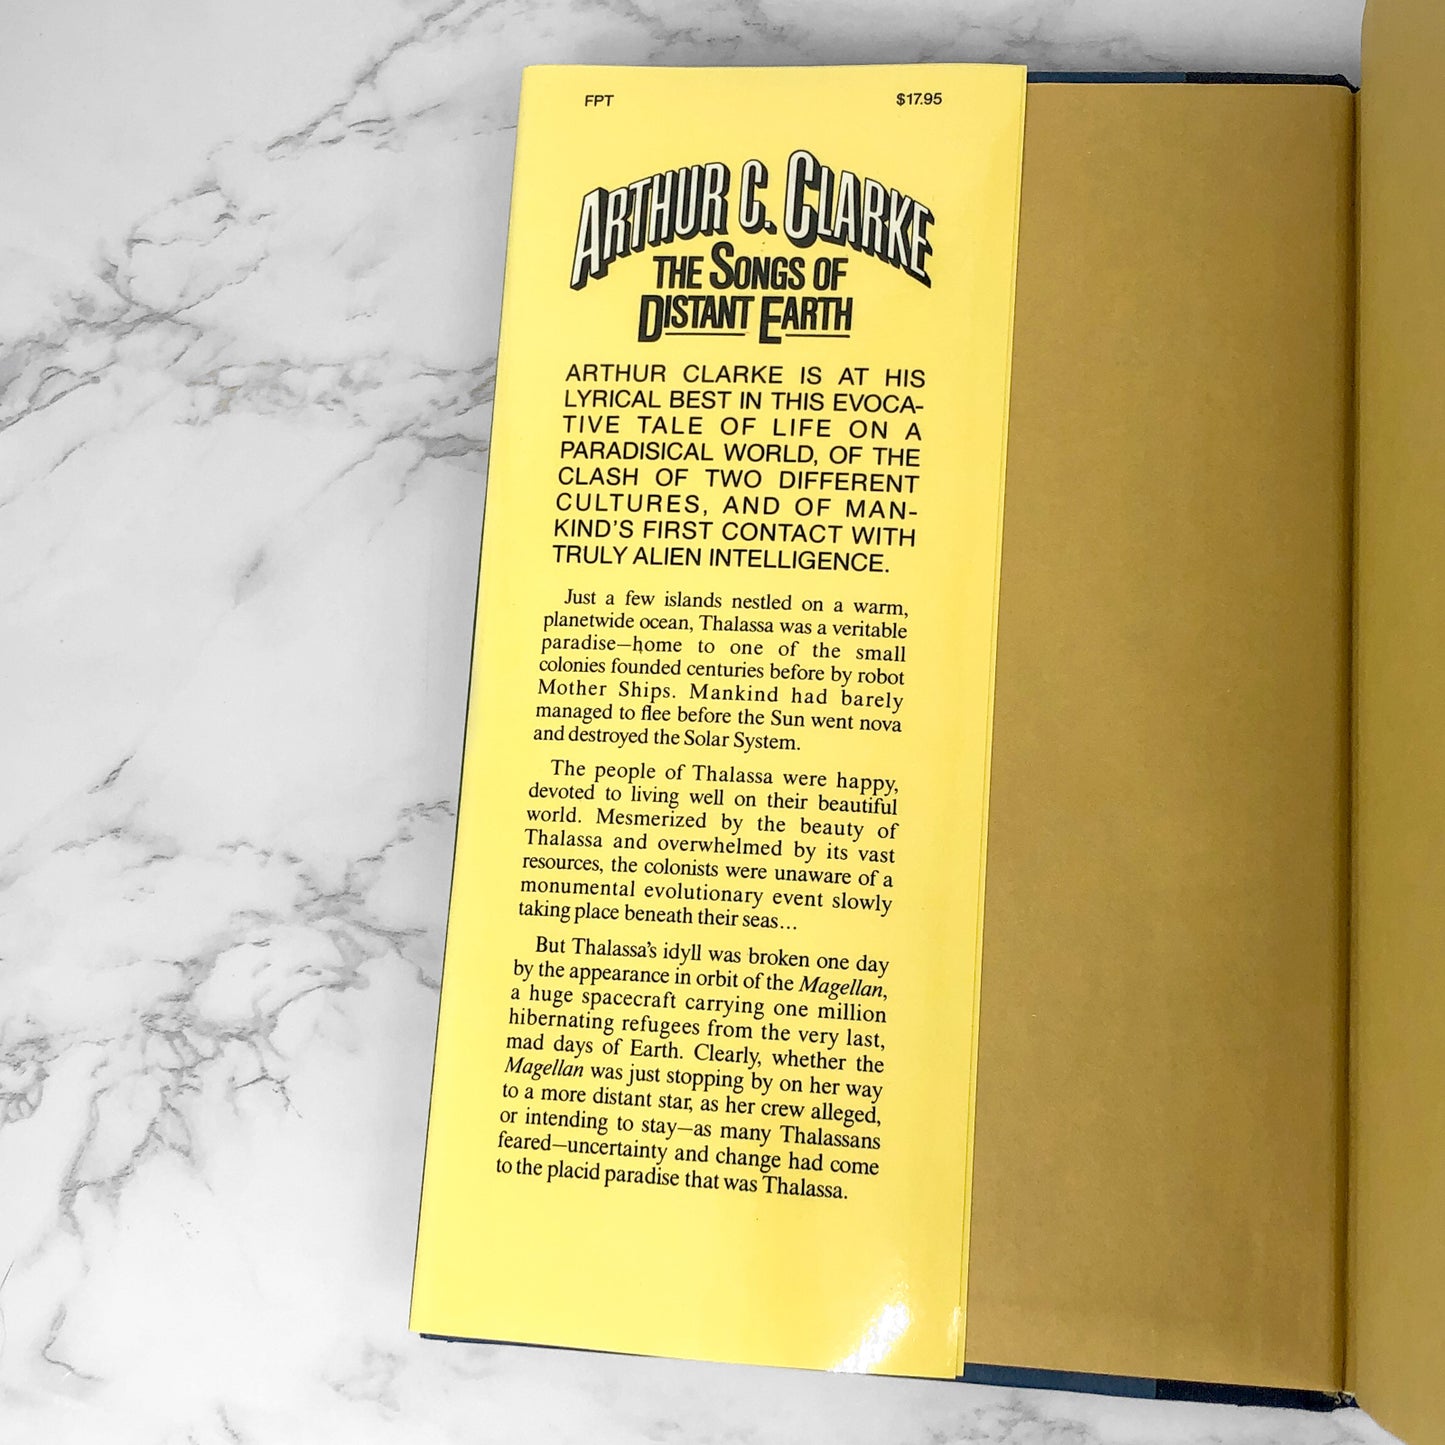 FPT $17.95
ARTHUR C. CLARKE
THE SONGS OF
DISTANT EARTH
ARTHUR CLARKE IS AT HIS
LYRICAL BEST IN THIS EVOCA-
TIVE TALE OF LIFE ON A
PARADISICAL WORLD, OF THE
CLASH OF TWO DIFFERENT
CULTURES, AND OF MAN-
KIND'S FIRST CONTACT WITH
TRULY ALIEN INTELLIGENCE.
Just a few islands nestled on a warm,
planetwide ocean, Thalassa was a veritable
paradise—home to one of the small
colonies founded centuries before by robot
Mother Ships. Mankind had barely
managed to flee before the Sun went nova
and destroyed the Solar System.
The people of Thalassa were happy,
devoted to living well on their beautiful
world. Mesmerized by the beauty of
Thalassa and overwhelmed by its vast
resources, the colonists were unaware of a
monumental evolutionary event slowly
taking place beneath their seas...
But Thalassa's idyll was broken one day
by the appearance in orbit of the Magellan,
a huge spacecraft carrying one million
hibernating refugees from the very last,
mad days of Earth. Clearly, whether the
Magellan was just stopping by on her way
to a more distant star, as her crew alleged,
or intending to stay—as many Thalassans
feared—uncertainty and change had come
to the placid paradise that was Thalassa.